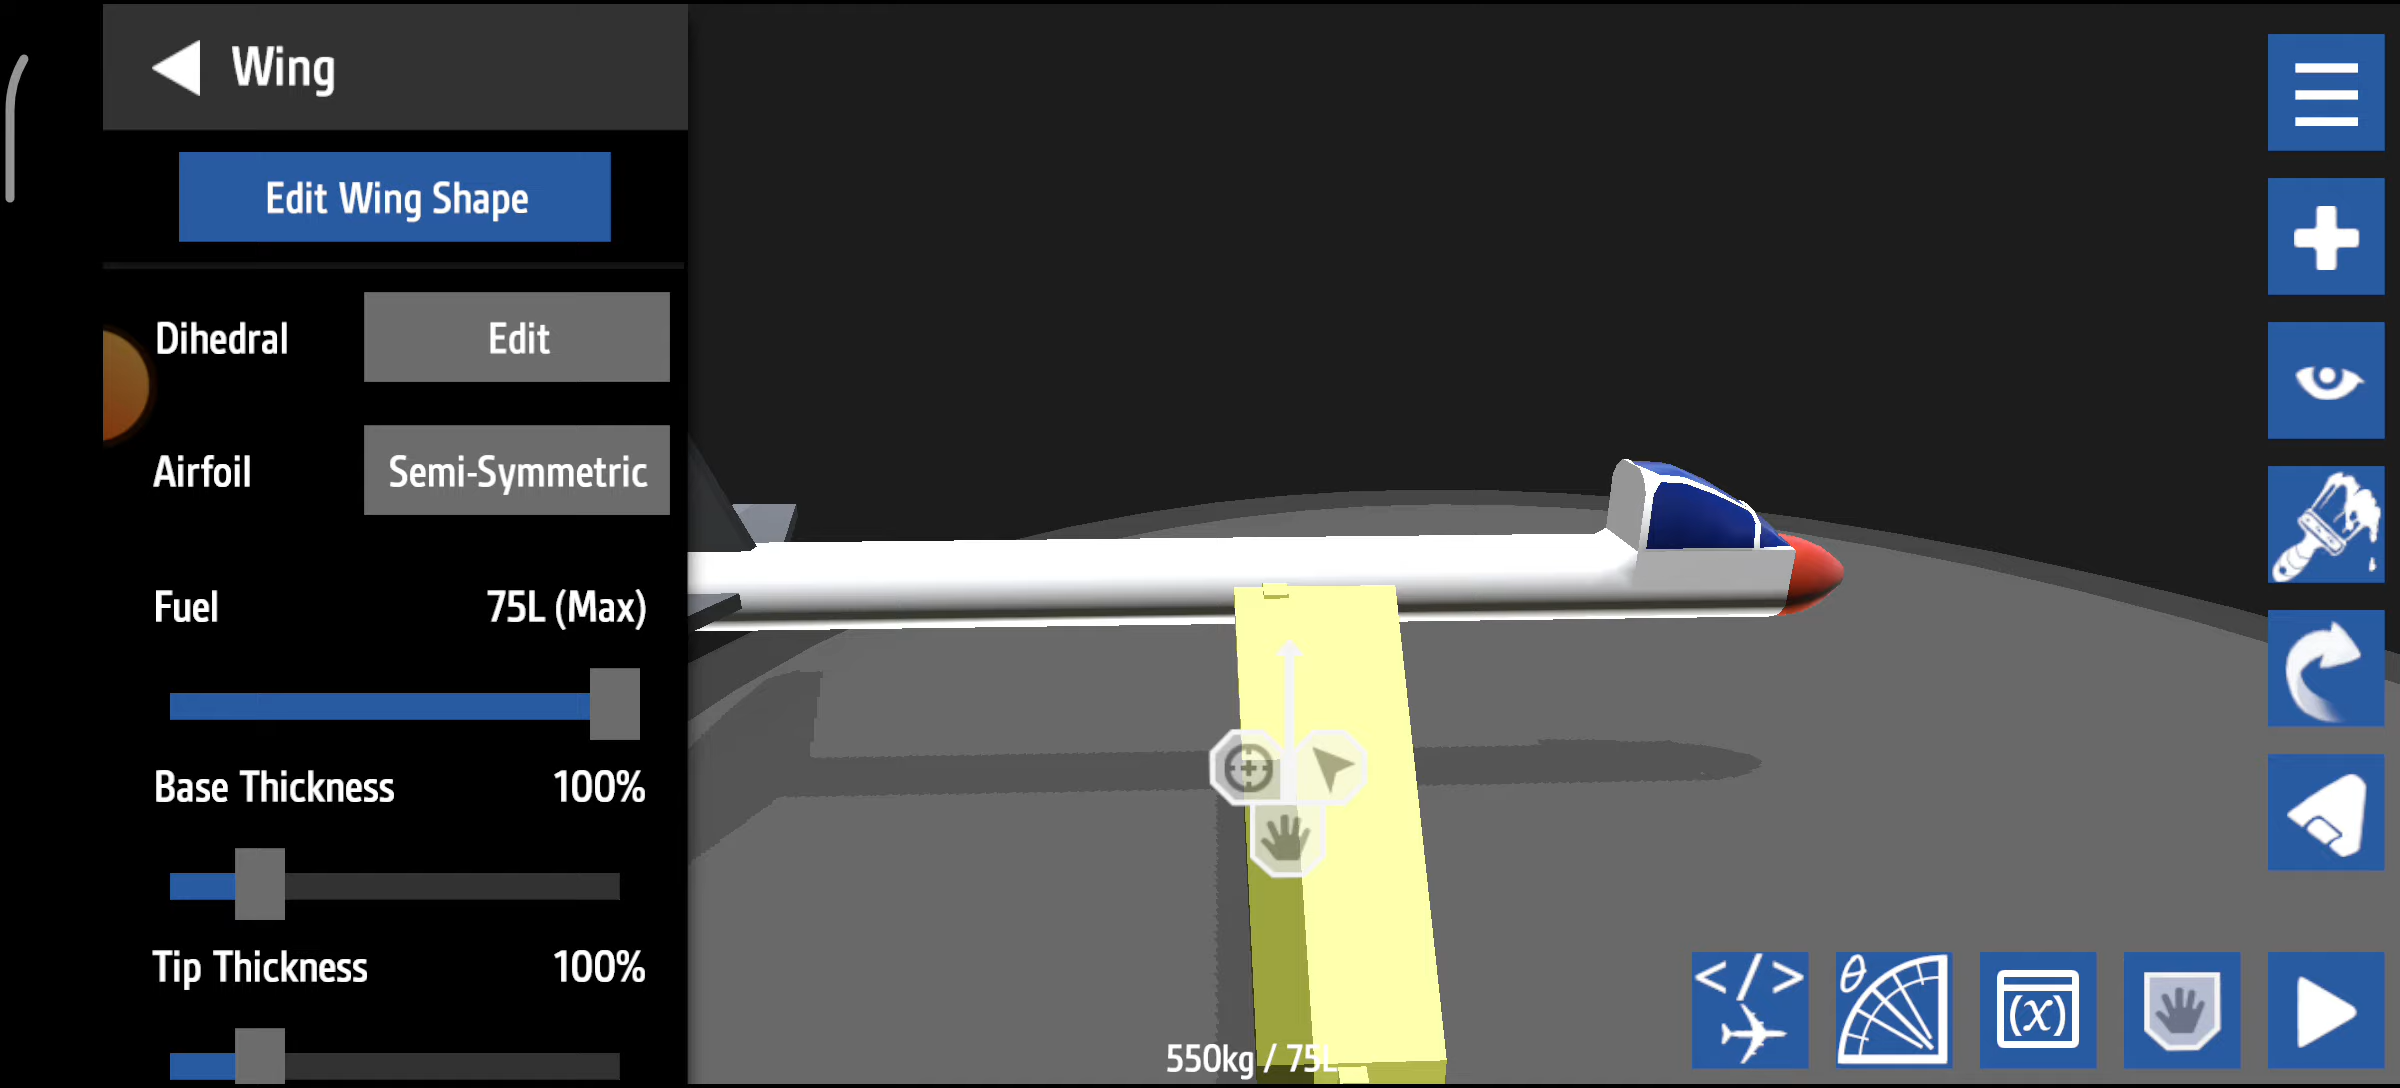 Wing
Edit Wing Shape
Dihedral Edit
Airfoil Semi-Symmetric
Fuel 75L (Max)
Base Thickness 100%
Tip Thickness 100%
</>
θ
(x)
550kg / 75L